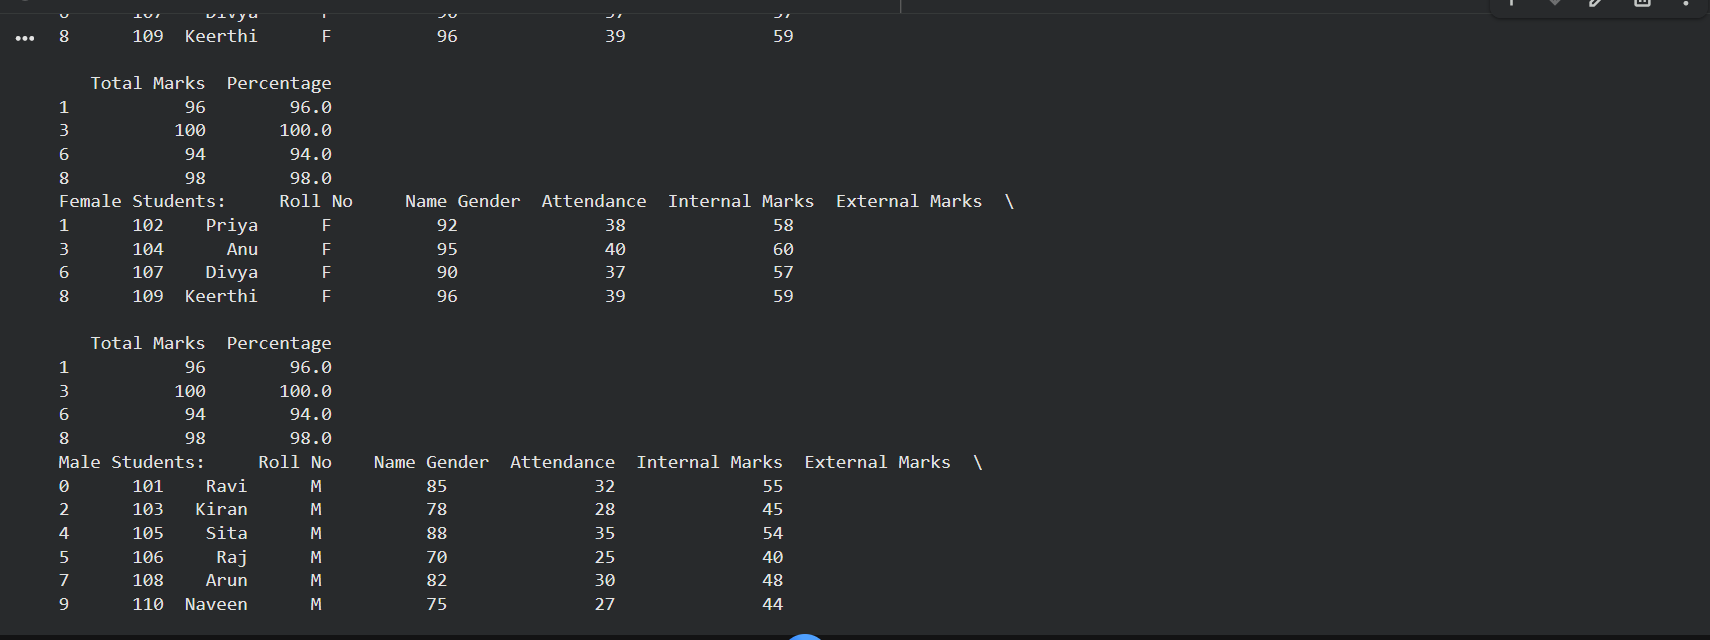 8      109  Keerthi      F          96              39              59

   Total Marks  Percentage
1           96        96.0
3          100       100.0
6           94        94.0
8           98        98.0
Female Students:     Roll No     Name Gender  Attendance  Internal Marks  External Marks  \
1      102    Priya      F          92              38              58
3      104      Anu      F          95              40              60
6      107    Divya      F          90              37              57
8      109  Keerthi      F          96              39              59

   Total Marks  Percentage
1           96        96.0
3          100       100.0
6           94        94.0
8           98        98.0
Male Students:     Roll No    Name Gender  Attendance  Internal Marks  External Marks  \
0      101    Ravi      M          85              32              55
2      103   Kiran      M          78              28              45
4      105    Sita      M          88              35              54
5      106     Raj      M          70              25              40
7      108    Arun      M          82              30              48
9      110  Naveen      M          75              27              44